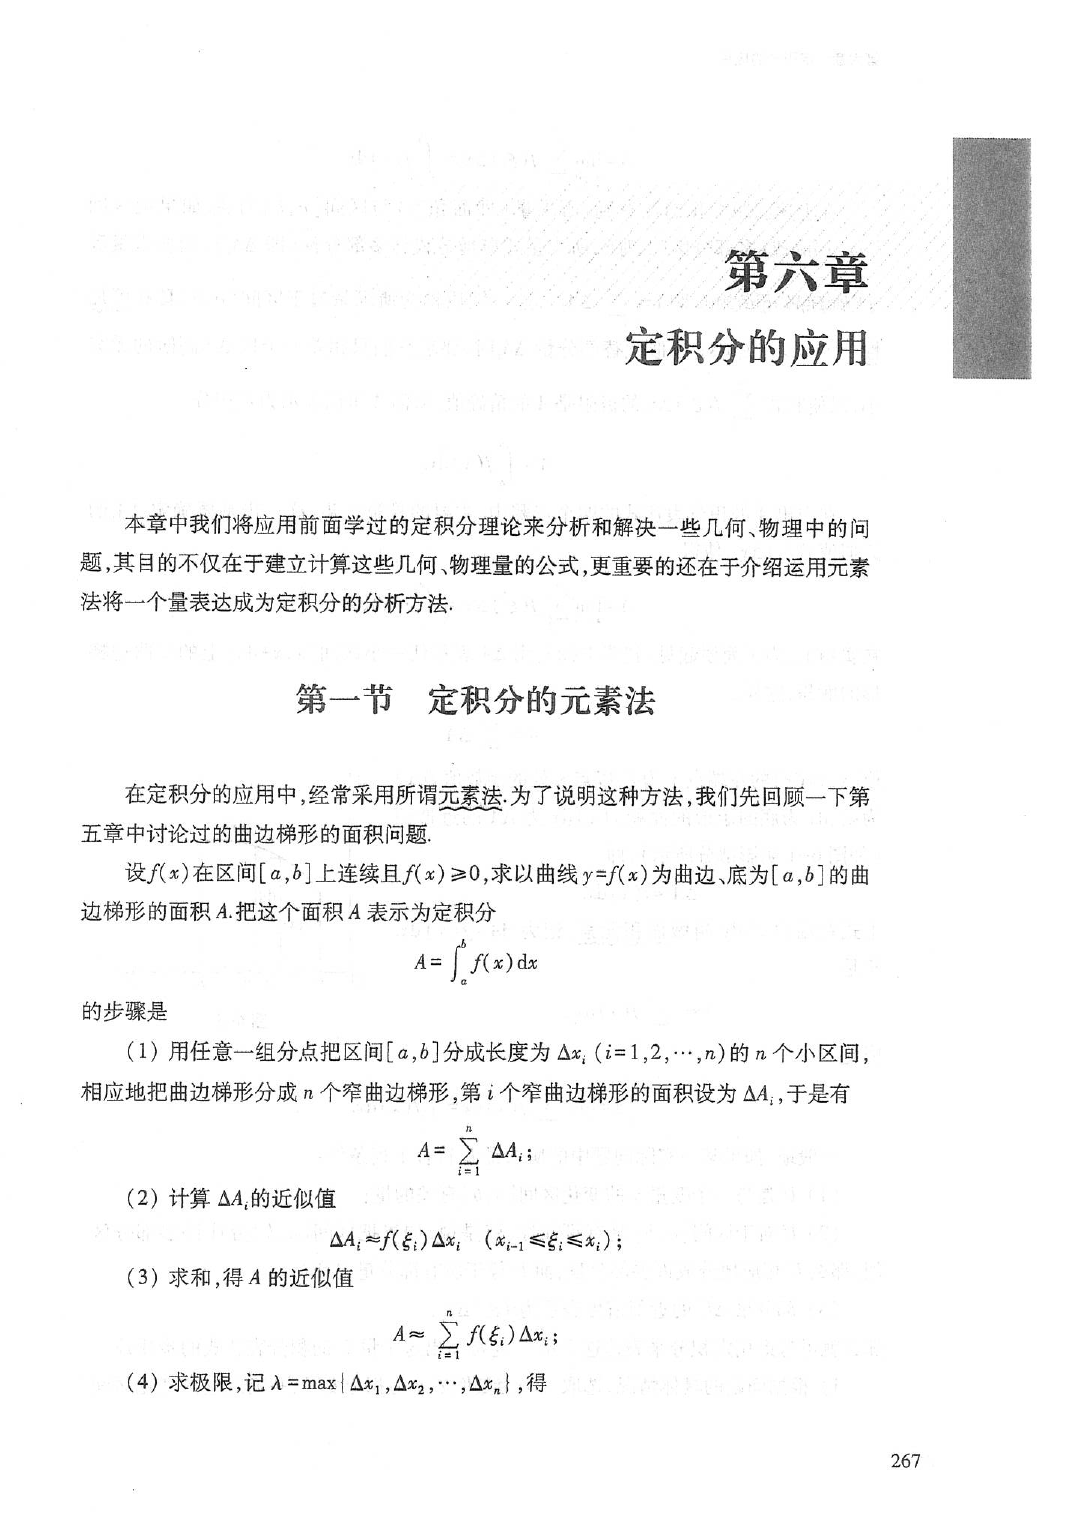 第六章
定积分的应用
本章中我们将应用前面学过的定积分理论来分析和解决一些几何、物理中的问
题,其目的不仅在于建立计算这些几何、物理量的公式,更重要的还在于介绍运用元素
法将一个量表达成为定积分的分析方法.
第一节 定积分的元素法
在定积分的应用中,经常采用所谓元素法.为了说明这种方法,我们先回顾一下第
五章中讨论过的曲边梯形的面积问题.
设f(x)在区间[a,b]上连续且f(x)≥0,求以曲线y=f(x)为曲边、底为[a,b]的曲
边梯形的面积A.把这个面积A表示为定积分
A=∫_a^b f(x)dx
的步骤是
(1) 用任意一组分点把区间[a,b]分成长度为Δx_i (i=1,2,…,n)的n个小区间,
相应地把曲边梯形分成n个窄曲边梯形,第i个窄曲边梯形的面积设为ΔA_i,于是有
A=∑_{i=1}^n ΔA_i;
(2) 计算ΔA_i的近似值
ΔA_i≈f(ξ_i)Δx_i (x_{i-1}≤ξ_i≤x_i);
(3) 求和,得A的近似值
A≈∑_{i=1}^n f(ξ_i)Δx_i;
(4) 求极限,记λ=max{Δx_1,Δx_2,…,Δx_n},得
267